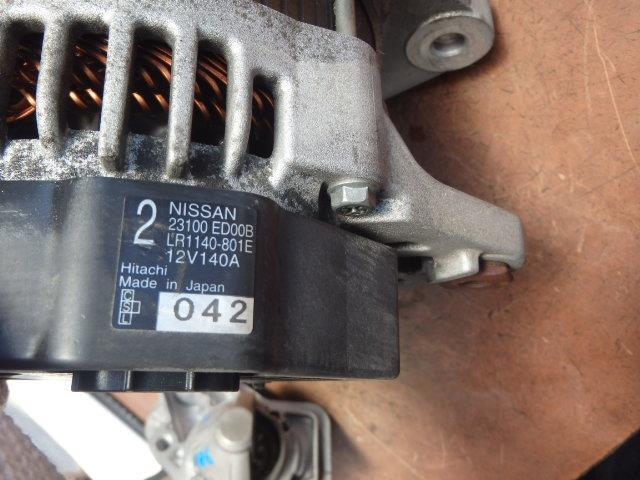 2 NISSAN
23100 ED00B
LR1140-801E
12V140A
Hitachi
Made in Japan
C
S
L
042